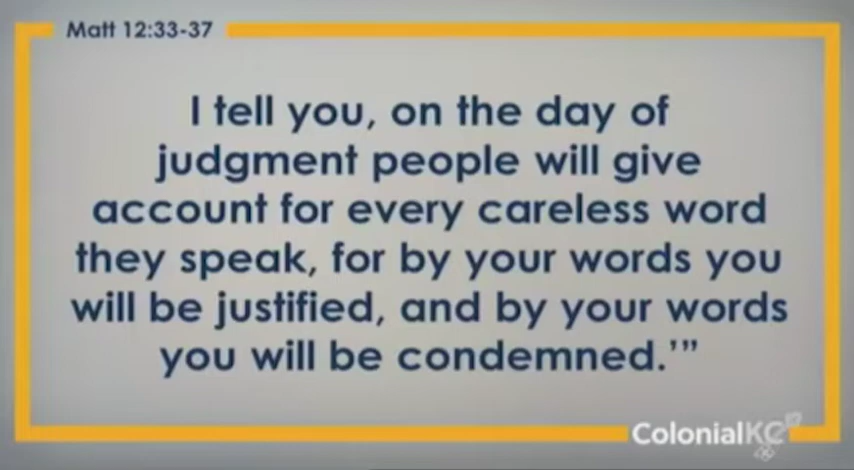 Matt 12:33-37
I tell you, on the day of
judgment people will give
account for every careless word
they speak, for by your words you
will be justified, and by your words
you will be condemned.’”
ColonialKC